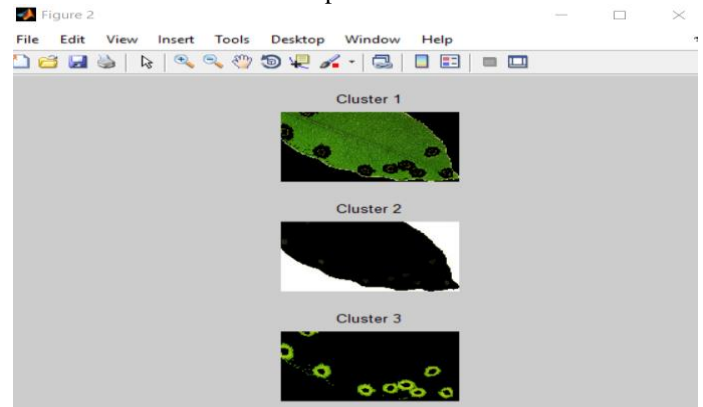 Figure 2
File Edit View Insert Tools Desktop Window Help
Cluster 1
Cluster 2
Cluster 3